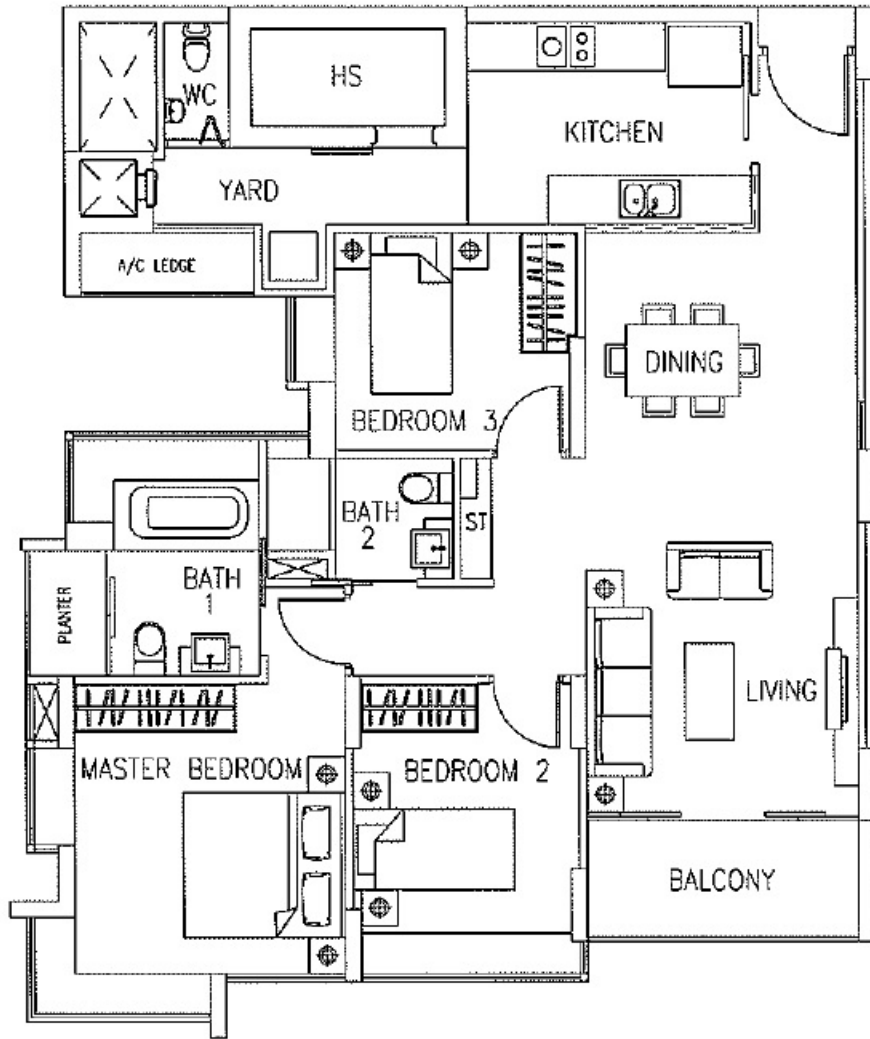 HS
WC
KITCHEN
YARD
A/C LEDGE
DINING
BEDROOM 3
BATH
2
ST
BATH
1
PLANTER
LIVING
MASTER BEDROOM
BEDROOM 2
BALCONY